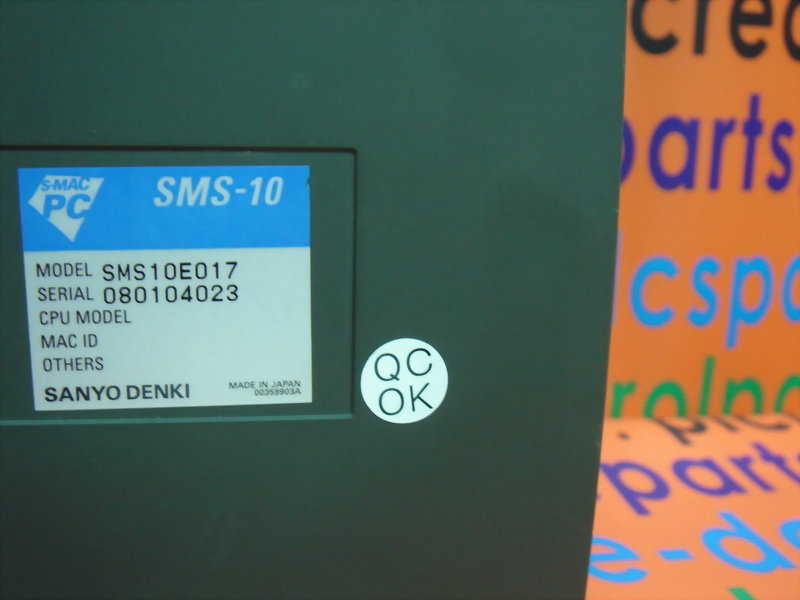 S-MAC
PC
SMS-10
MODEL SMS10E017
SERIAL 080104023
CPU MODEL
MAC ID
OTHERS
SANYO DENKI
MADE IN JAPAN
00359903A
QC
OK
parts